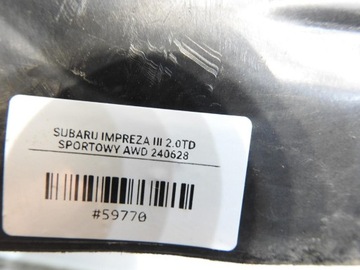 SUBARU IMPREZA III 2.0TD
SPORTOWY AWD 240628
#59770